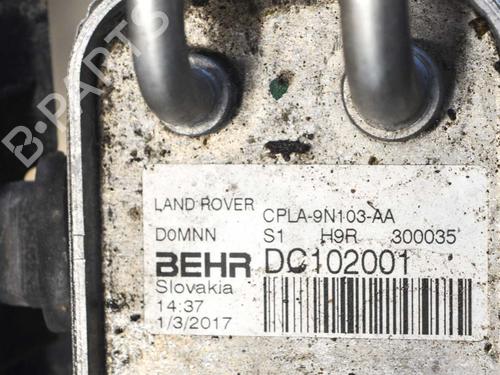 B-PARTS
LAND ROVER CPLA-9N103-AA
D0MNN S1 H9R 300035
BEHR DC102001
Slovakia
14:37
1/3/2017